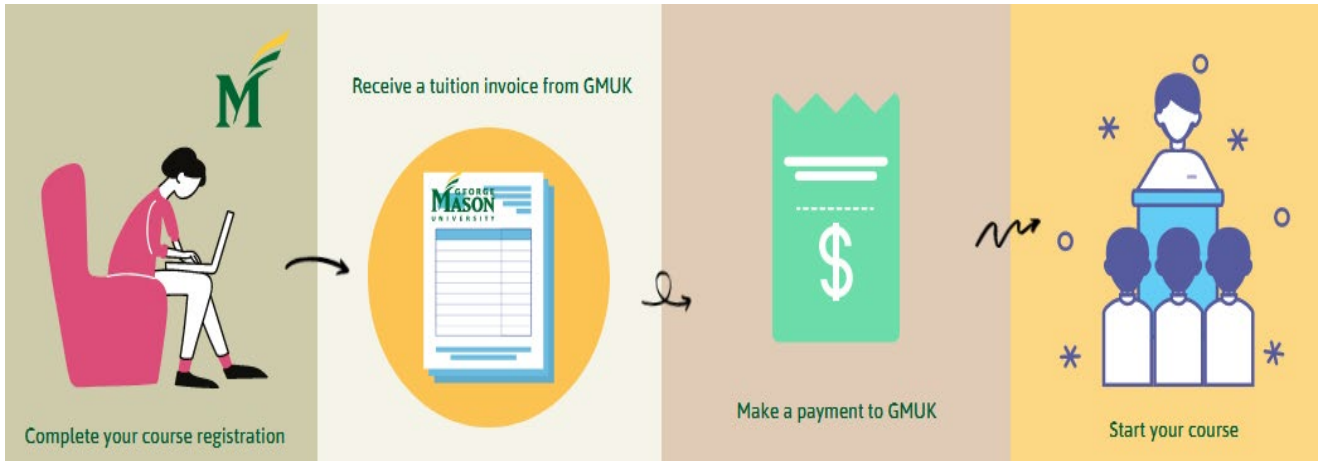 M
Complete your course registration
Receive a tuition invoice from GMUK
GEORGE
MASON
UNIVERSITY
$
Make a payment to GMUK
Start your course